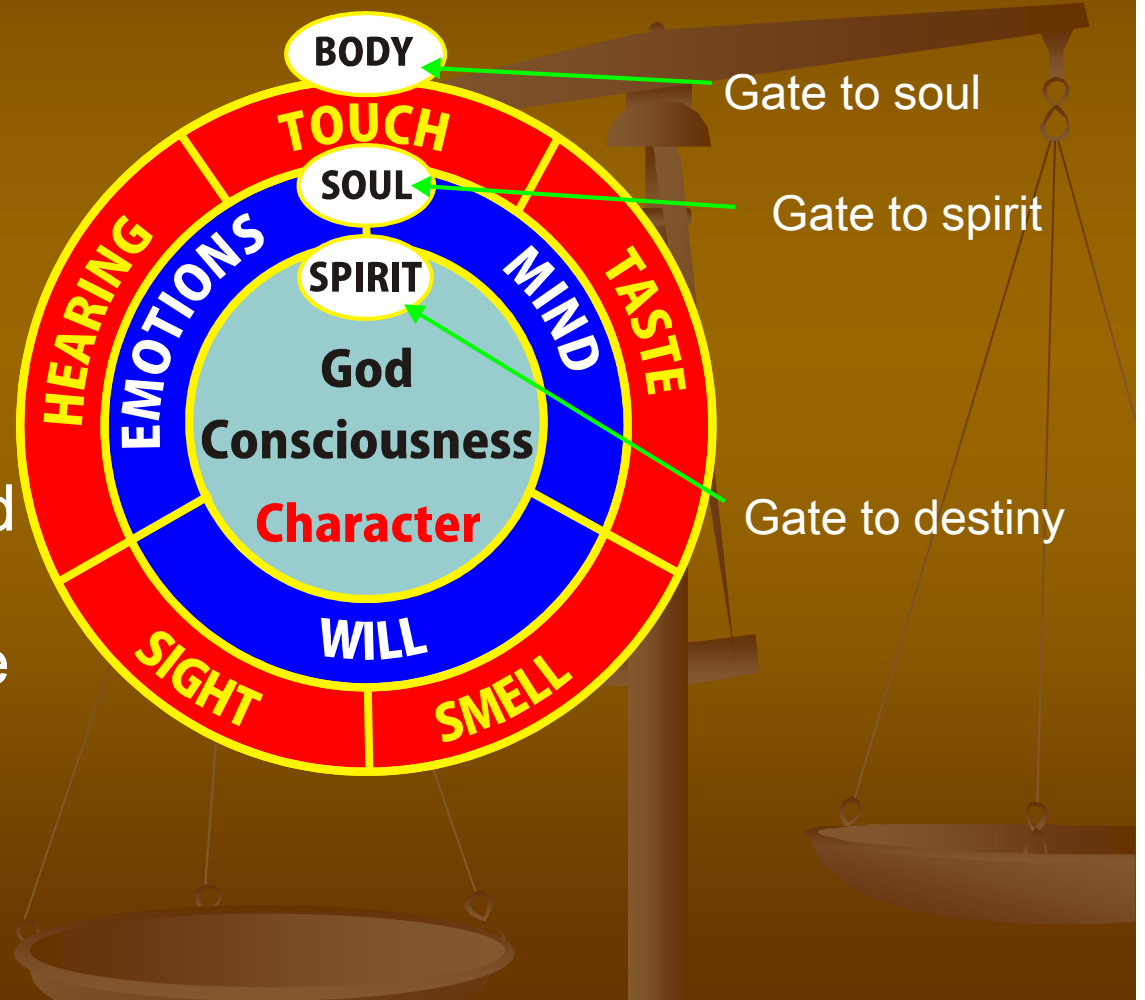 BODY
Gate to soul
TOUCH
SOUL
Gate to spirit
HEARING
EMOTIONS
MIND
TASTE
SPIRIT
God
Consciousness
Character
Gate to destiny
WILL
SIGHT
SMELL